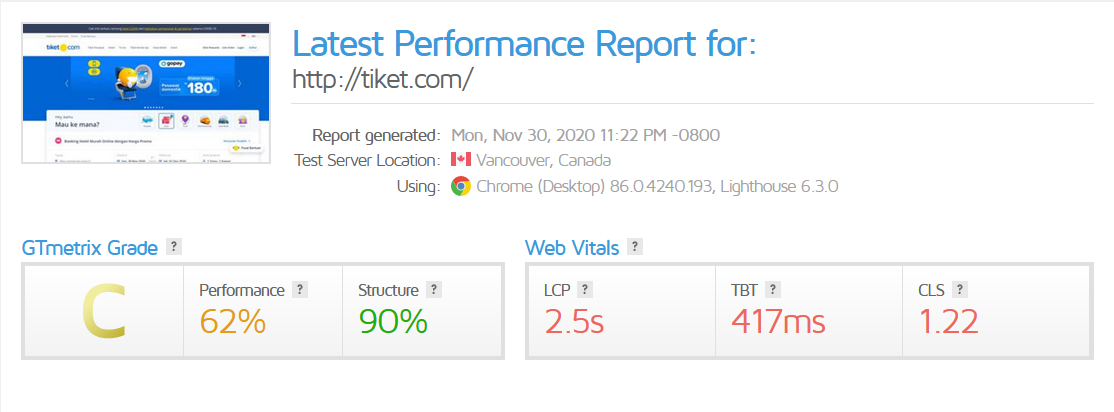 Latest Performance Report for:
http://tiket.com/
tiket.com
gopay
180%
Mau ke mana?
Booking Hotel Murah Online dengan Harga Promo
Report generated: Mon, Nov 30, 2020 11:22 PM -0800
Test Server Location: Vancouver, Canada
Using: Chrome (Desktop) 86.0.4240.193, Lighthouse 6.3.0
GTmetrix Grade ?
Web Vitals ?
C
Performance ?
62%
Structure ?
90%
LCP ?
2.5s
TBT ?
417ms
CLS ?
1.22